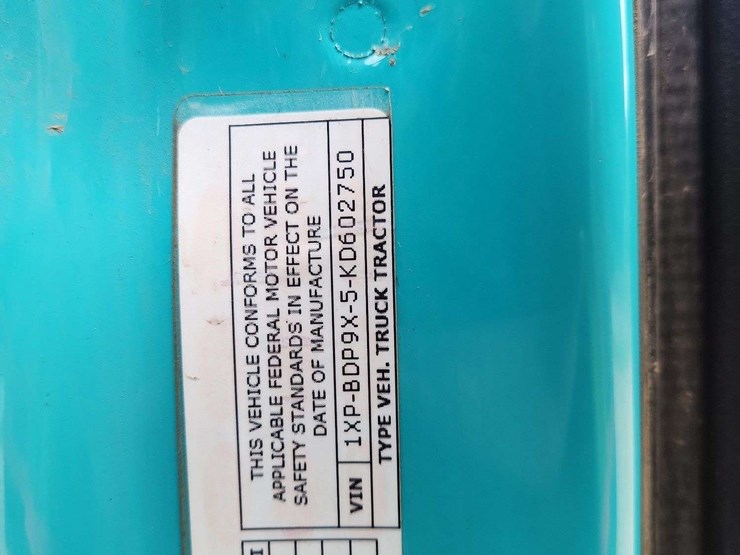 THIS VEHICLE CONFORMS TO ALL
APPLICABLE FEDERAL MOTOR VEHICLE
SAFETY STANDARDS IN EFFECT ON THE
DATE OF MANUFACTURE
VIN 1XP-BDP9X-5-KD602750
TYPE VEH. TRUCK TRACTOR